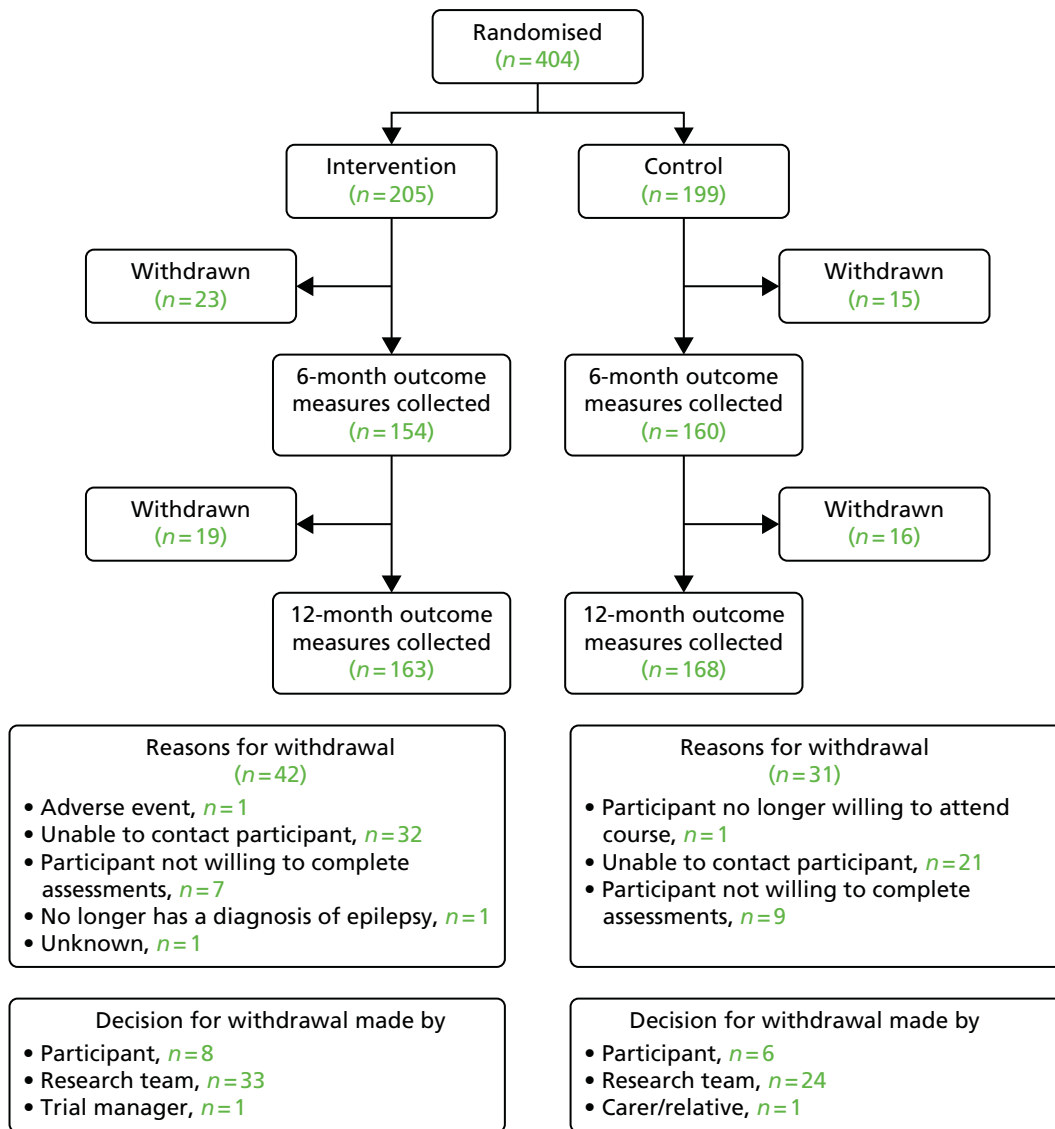 Randomised
(n=404)
Intervention
(n=205)
Control
(n=199)
Withdrawn
(n=23)
Withdrawn
(n=15)
6-month outcome
measures collected
(n=154)
6-month outcome
measures collected
(n=160)
Withdrawn
(n=19)
Withdrawn
(n=16)
12-month outcome
measures collected
(n=163)
12-month outcome
measures collected
(n=168)
Reasons for withdrawal
(n=42)
• Adverse event, n=1
• Unable to contact participant, n=32
• Participant not willing to complete
assessments, n=7
• No longer has a diagnosis of epilepsy, n=1
• Unknown, n=1
Reasons for withdrawal
(n=31)
• Participant no longer willing to attend
course, n=1
• Unable to contact participant, n=21
• Participant not willing to complete
assessments, n=9
Decision for withdrawal made by
• Participant, n=8
• Research team, n=33
• Trial manager, n=1
Decision for withdrawal made by
• Participant, n=6
• Research team, n=24
• Carer/relative, n=1